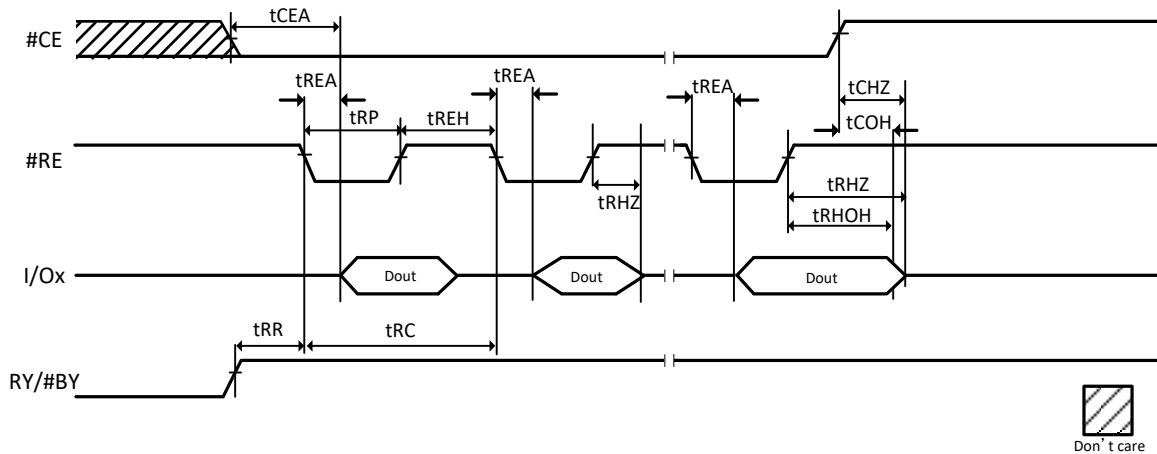 tCEA
#CE
tREA
tREA
tREA
tCHZ
tCOH
tRP
tREH
#RE
tRHZ
tRHZ
tRHOH
I/Ox
Dout
Dout
Dout
tRR
tRC
RY/#BY
Don't care